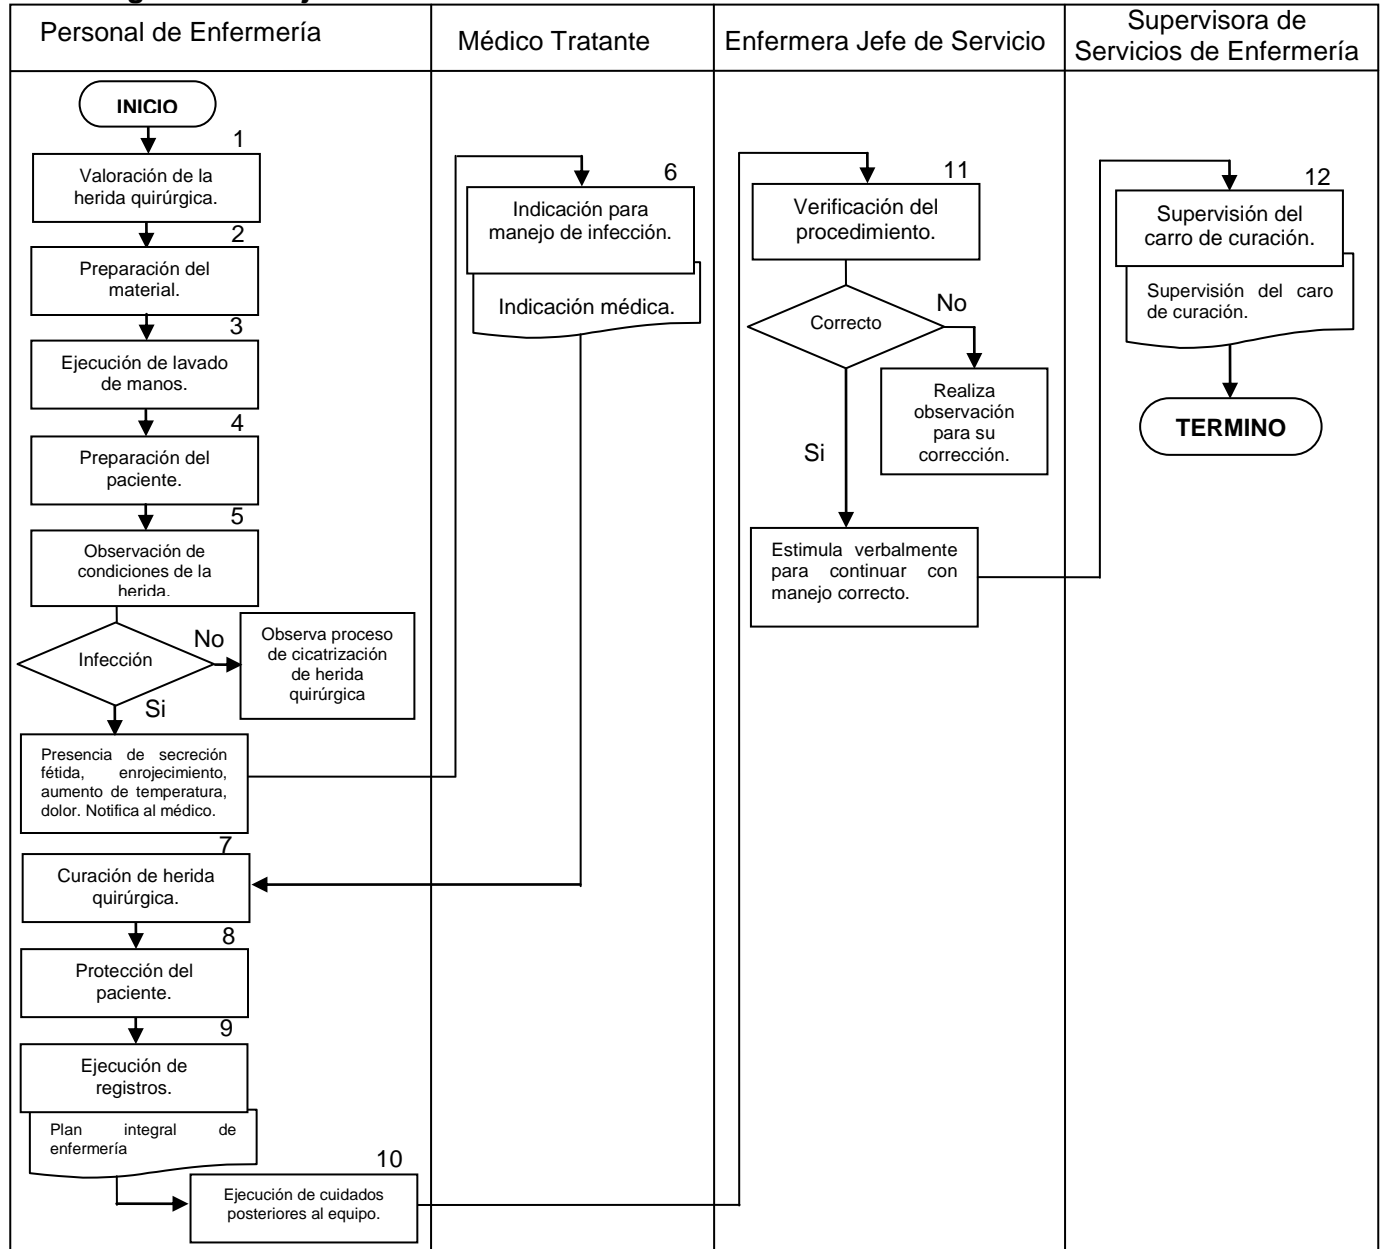 Personal de Enfermería
Médico Tratante
Enfermera Jefe de Servicio
Supervisora de
Servicios de Enfermería
INICIO
1
Valoración de la
herida quirúrgica.
2
Preparación del
material.
3
Ejecución de lavado
de manos.
4
Preparación del
paciente.
5
Observación de
condiciones de la
herida.
Infección
No
Observa proceso
de cicatrización
de herida
quirúrgica
Si
Presencia de secreción
fétida, enrojecimiento,
aumento de temperatura,
dolor. Notifica al médico.
6
Indicación para
manejo de infección.
Indicación médica.
7
Curación de herida
quirúrgica.
8
Protección del
paciente.
9
Ejecución de
registros.
Plan integral de
enfermería
10
Ejecución de cuidados
posteriores al equipo.
11
Verificación del
procedimiento.
Correcto
No
Realiza
observación
para su
corrección.
Si
Estimula verbalmente
para continuar con
manejo correcto.
12
Supervisión del
carro de curación.
Supervisión del caro
de curación.
TERMINO